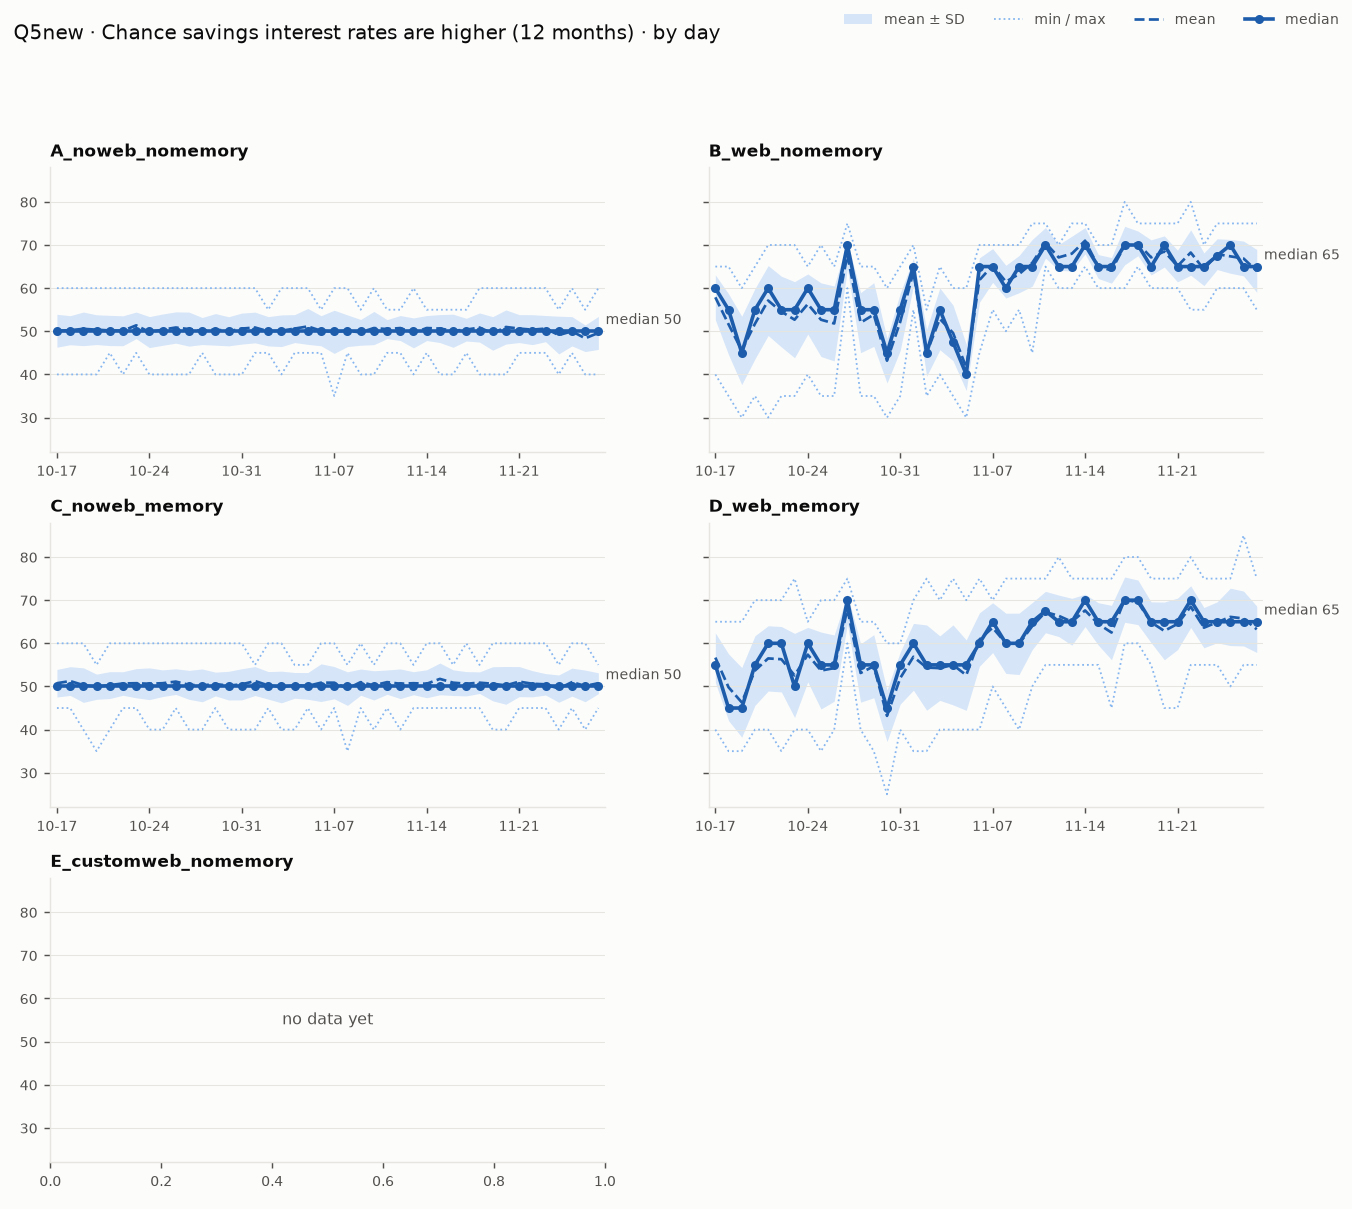 mean ± SD   min / max   mean   median
Q5new · Chance savings interest rates are higher (12 months) · by day
A_noweb_nomemory
80
70
60
50
40
30
median 50
10-17   10-24   10-31   11-07   11-14   11-21
B_web_nomemory
median 65
10-17   10-24   10-31   11-07   11-14   11-21
C_noweb_memory
80
70
60
50
40
30
median 50
10-17   10-24   10-31   11-07   11-14   11-21
D_web_memory
median 65
10-17   10-24   10-31   11-07   11-14   11-21
E_customweb_nomemory
80
70
60
50
40
30
no data yet
0.0   0.2   0.4   0.6   0.8   1.0